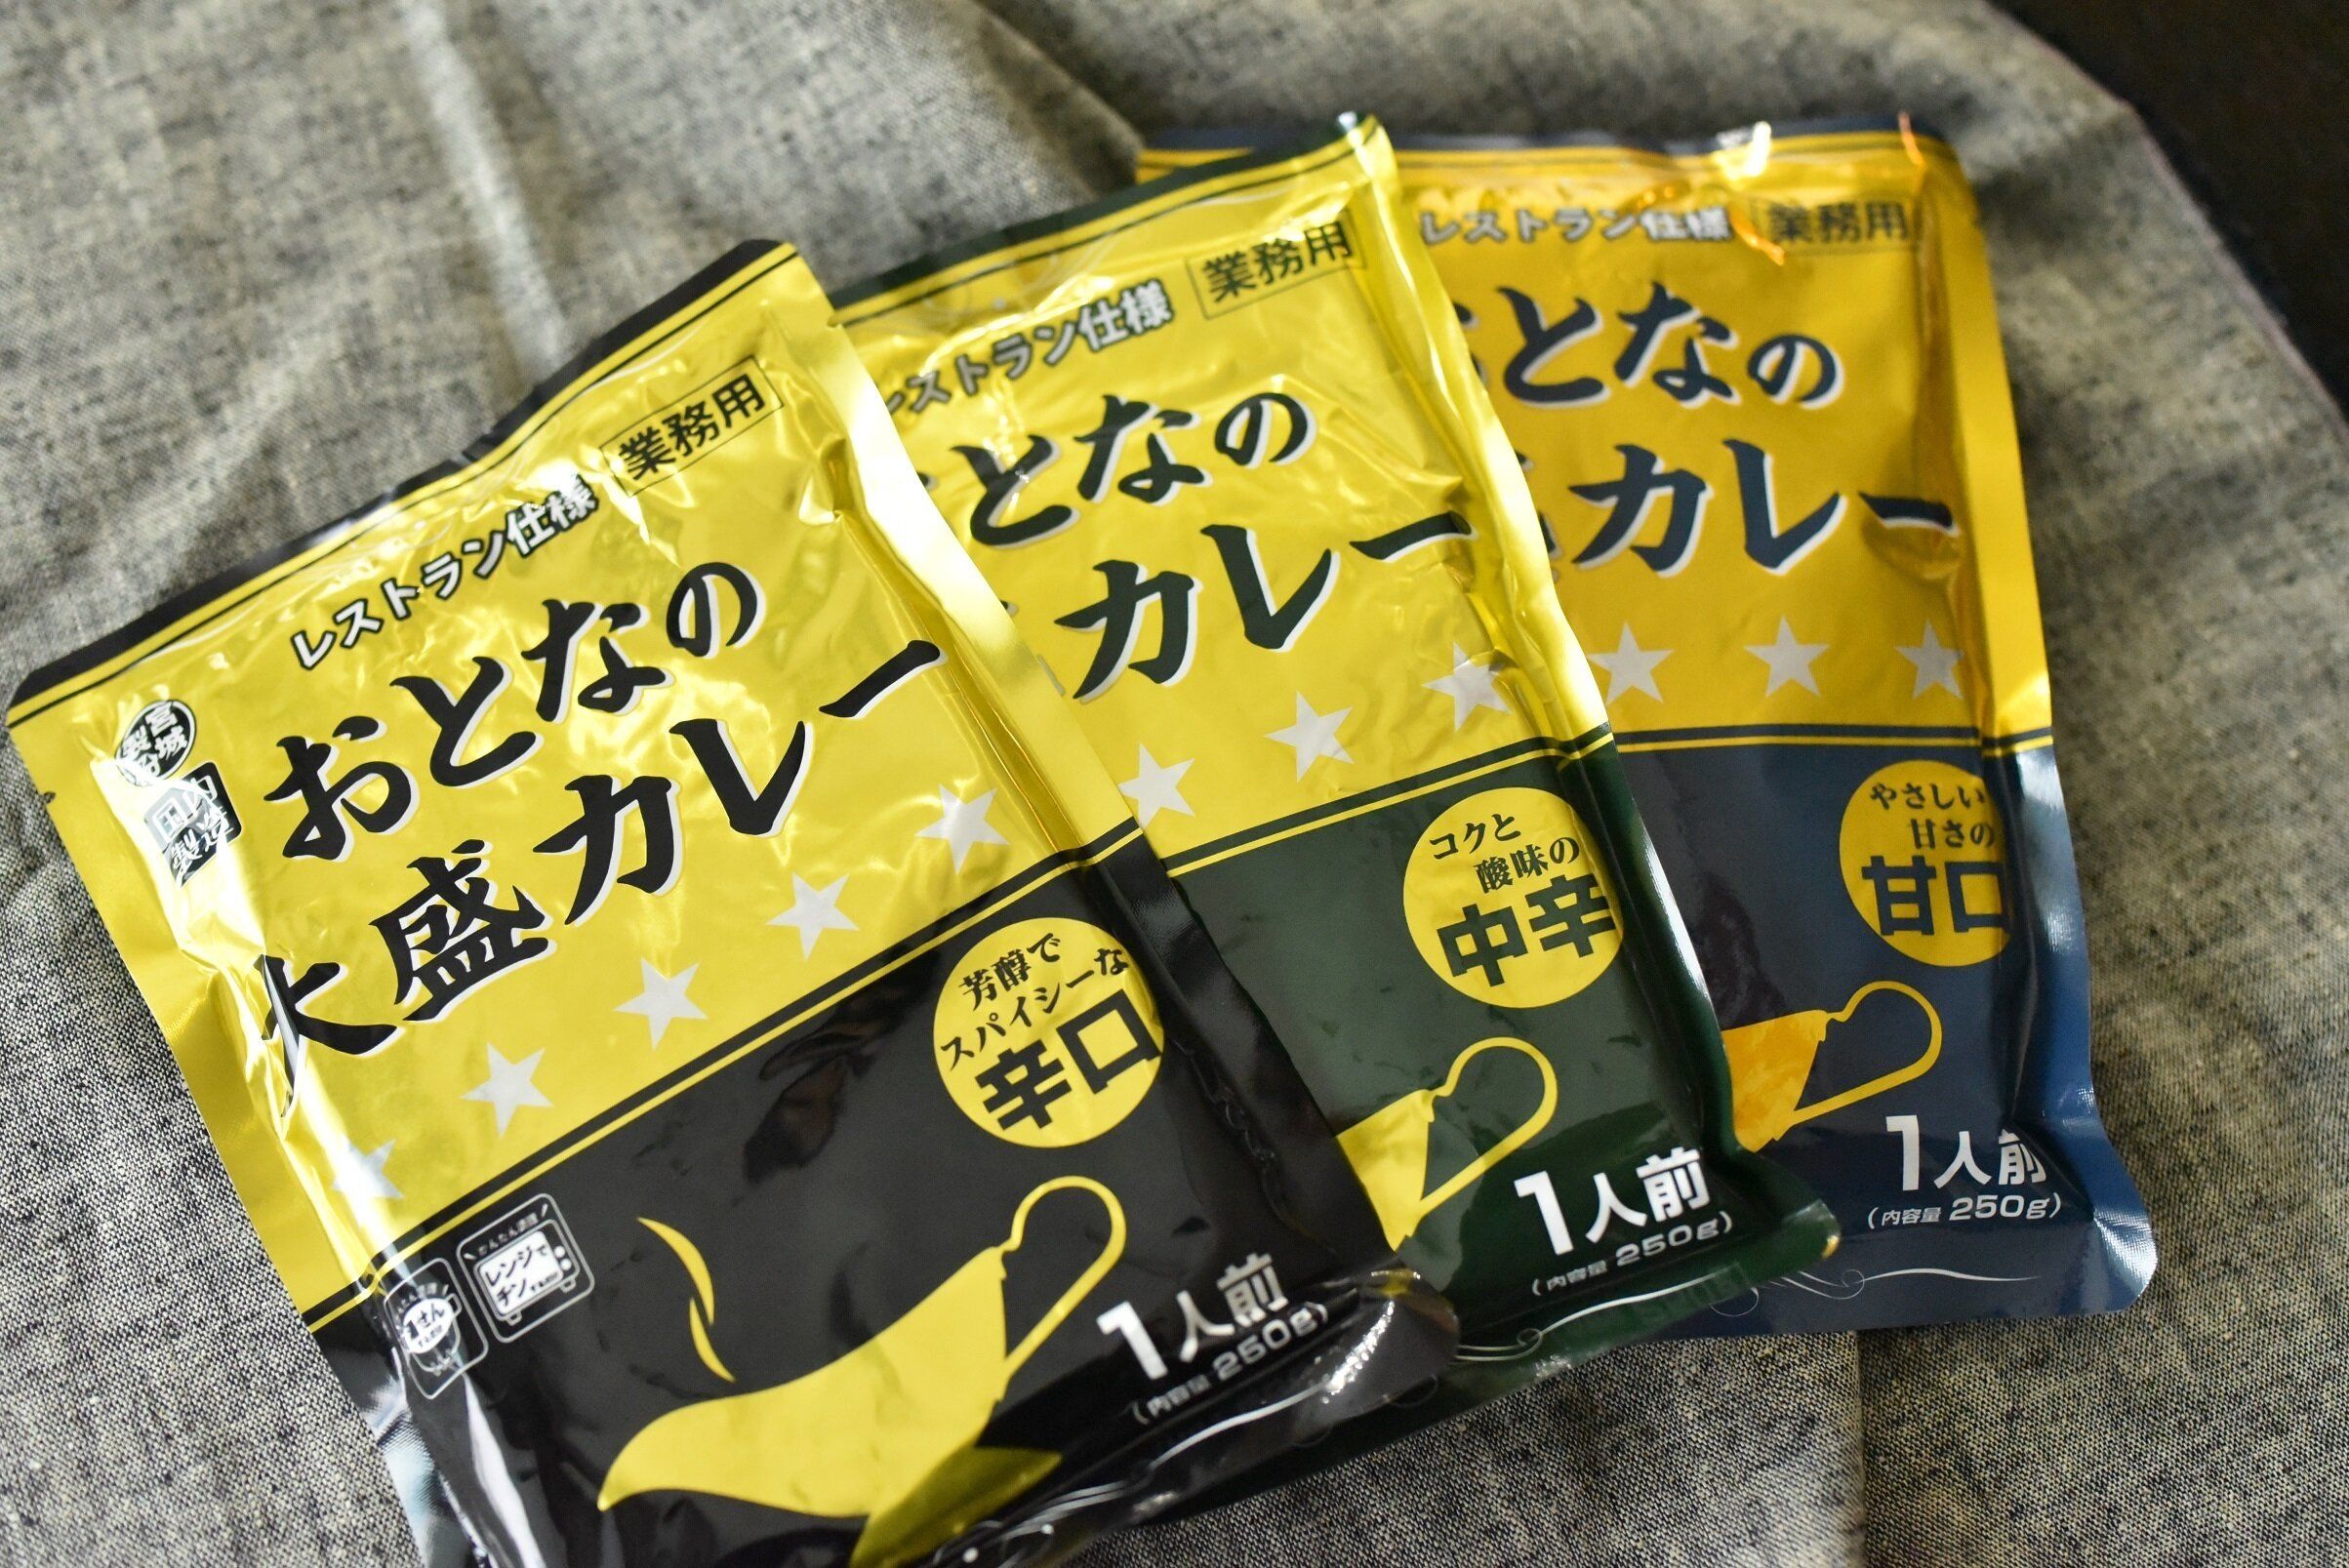 レストラン仕様 業務用
おとなの
大盛カレー
宮城
製
国内
製造
芳醇で
スパイシーな
辛口
レンジで
チン
1人前
(内容量 250g)
レストラン仕様 業務用
となの
カレー
コクと
酸味の
中辛
1人前
(内容量 250g)
レストラン仕様 業務用
おとなの
カレー
やさしい
甘さの
甘口
1人前
(内容量 250g)